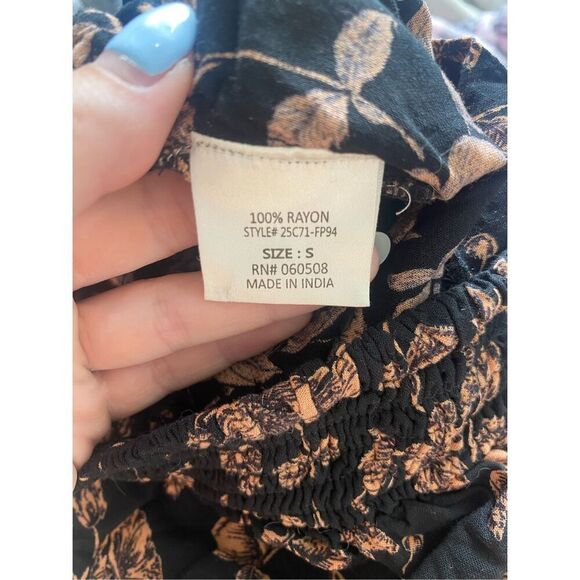 100% RAYON
STYLE# 25C71-FP94
SIZE : S
RN# 060508
MADE IN INDIA